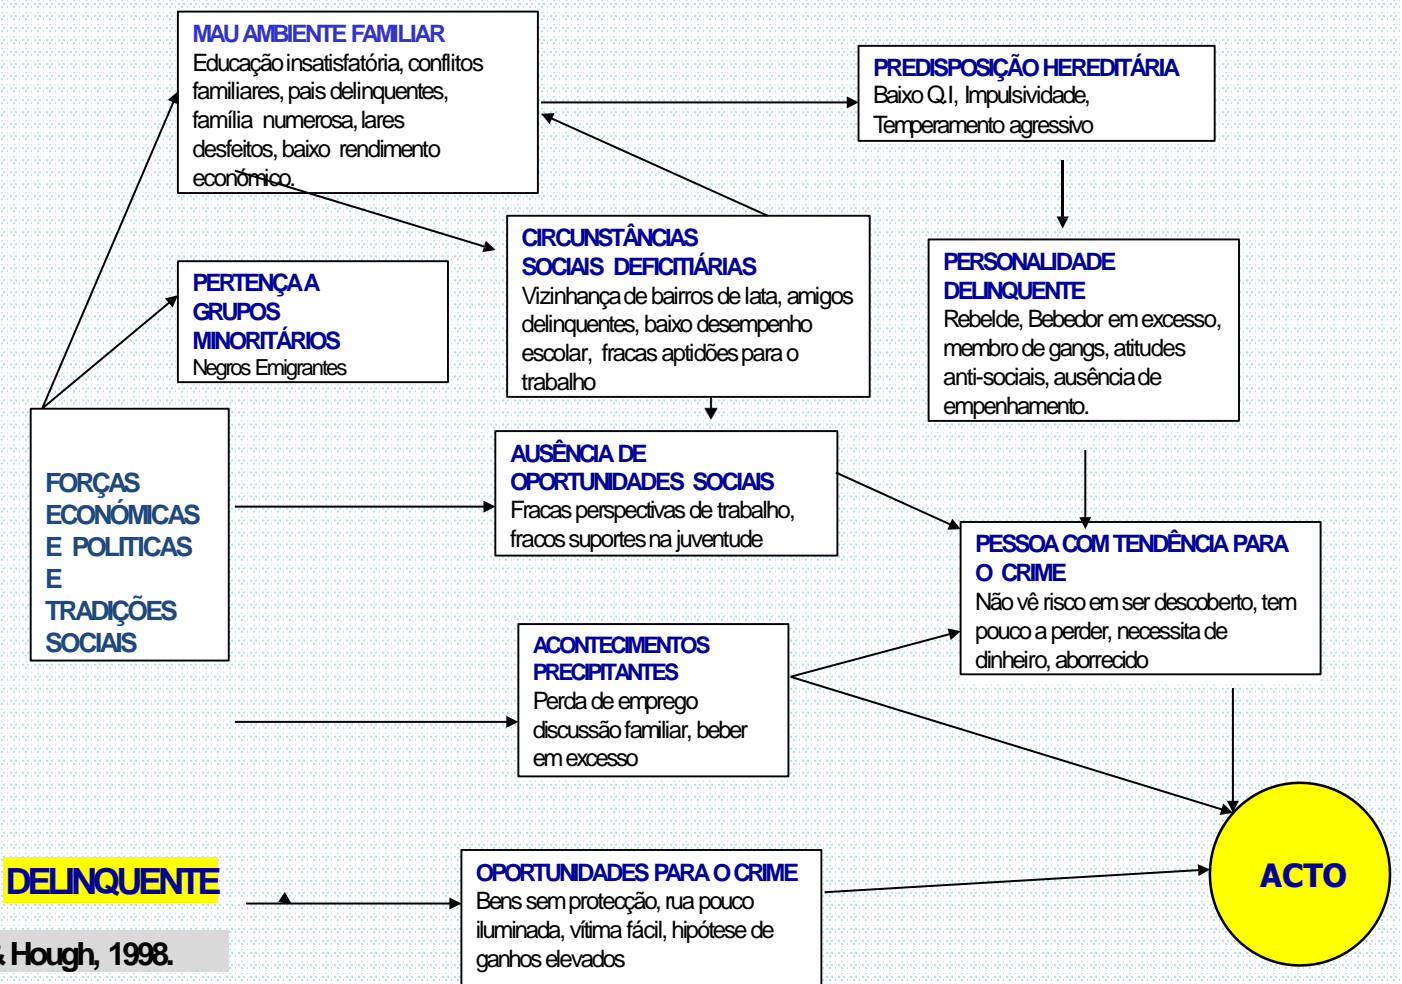 MAU AMBIENTE FAMILIAR
Educação insatisfatória, conflitos
familiares, pais delinquentes,
família numerosa, lares
desfeitos, baixo rendimento
económico.
PREDISPOSIÇÃO HEREDITÁRIA
Baixo Q.I, Impulsividade,
Temperamento agressivo
CIRCUNSTÂNCIAS
SOCIAIS DEFICITIÁRIAS
Vizinhança de bairros de lata, amigos
delinquentes, baixo desempenho
escolar, fracas aptidões para o
trabalho
PERSONALIDADE
DELINQUENTE
Rebelde, Bebedor em excesso,
membro de gangs, atitudes
anti-sociais, ausência de
empenhamento.
PERTENÇA A
GRUPOS
MINORITÁRIOS
Negros Emigrantes
FORÇAS
ECONÓMICAS
E POLITICAS
E
TRADIÇÕES
SOCIAIS
AUSÊNCIA DE
OPORTUNIDADES SOCIAIS
Fracas perspectivas de trabalho,
fracos suportes na juventude
PESSOA COM TENDÊNCIA PARA
O CRIME
Não vê risco em ser descoberto, tem
pouco a perder, necessita de
dinheiro, aborrecido
ACONTECIMENTOS
PRECIPITANTES
Perda de emprego
discussão familiar, beber
em excesso
DELINQUENTE
OPORTUNIDADES PARA O CRIME
Bens sem protecção, rua pouco
iluminada, vítima fácil, hipótese de
ganhos elevados
ACTO
& Hough, 1998.